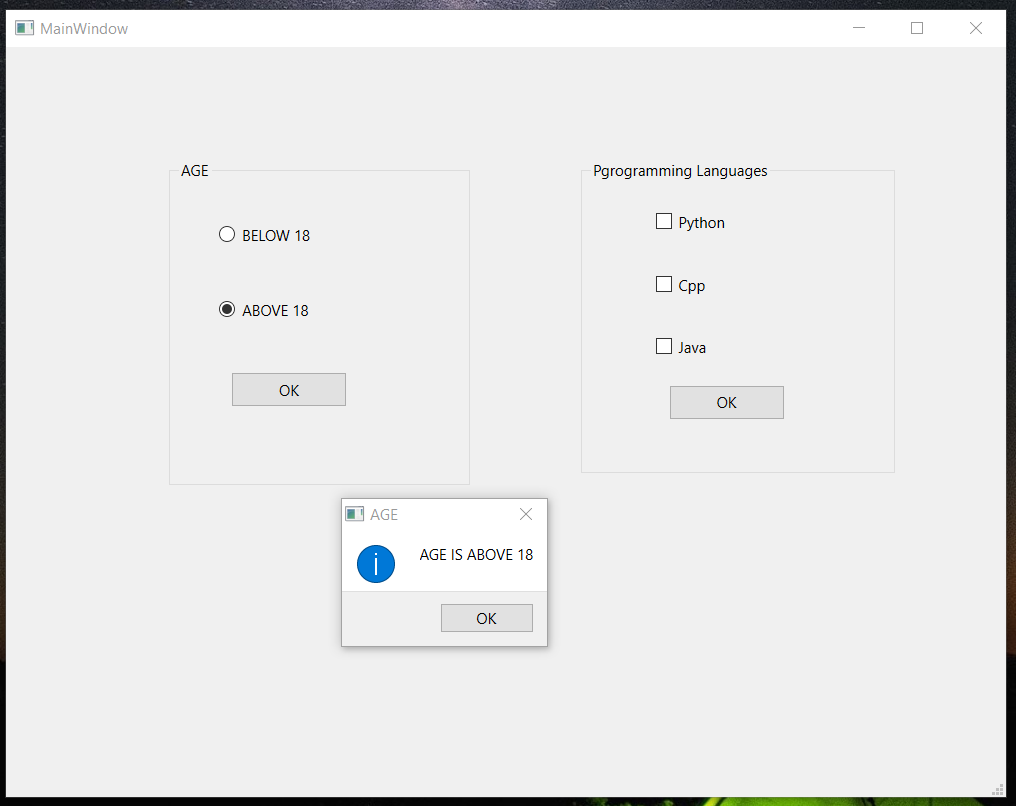 MainWindow
AGE
BELOW 18
ABOVE 18
OK
Pgrogramming Languages
Python
Cpp
Java
OK
AGE
AGE IS ABOVE 18
OK